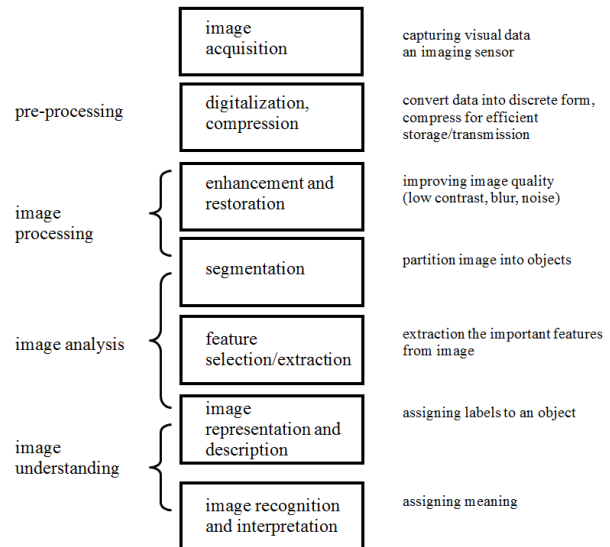 image
acquisition
capturing visual data
an imaging sensor
pre-processing
digitalization,
compression
convert data into discrete form,
compress for efficient
storage/transmission
image
processing
enhancement and
restoration
improving image quality
(low contrast, blur, noise)
segmentation
partition image into objects
image analysis
feature
selection/extraction
extraction the important features
from image
image
understanding
image
representation and
description
assigning labels to an object
image recognition
and interpretation
assigning meaning